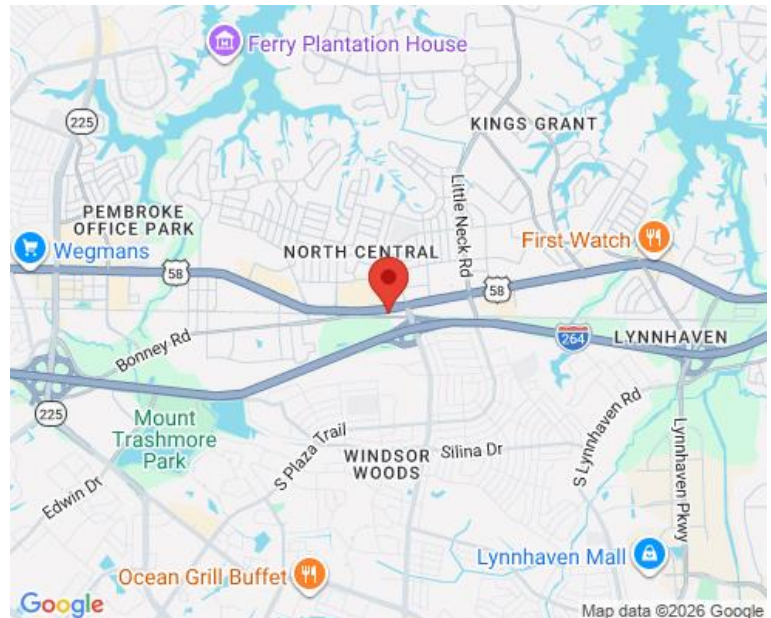 Ferry Plantation House
225
KINGS GRANT
Little Neck Rd
PEMBROKE
OFFICE PARK
Wegmans
NORTH CENTRAL
First Watch
58
58
Bonney Rd
264
LYNNHAVEN
225
Mount
Trashmore
Park
S Plaza Trail
WINDSOR
WOODS
Silina Dr
S Lynnhaven Rd
Lynnhaven Pkwy
Edwin Dr
Ocean Grill Buffet
Lynnhaven Mall
Google
Map data ©2026 Google